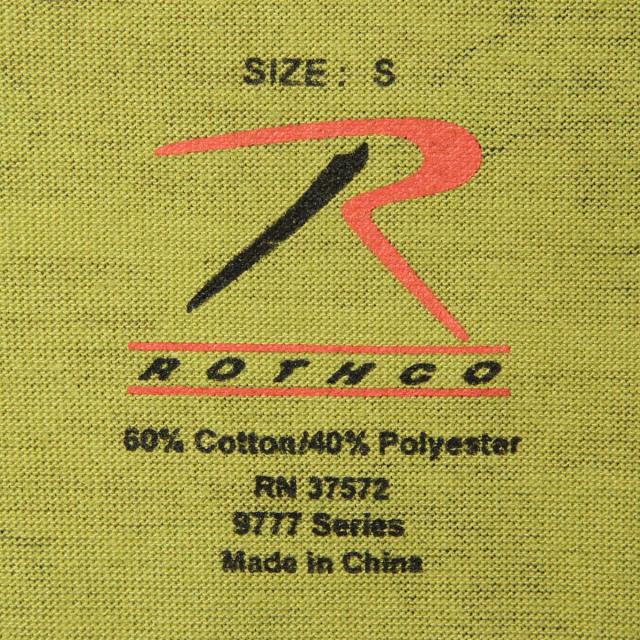 SIZE: S
ROTHCO
60% Cotton/40% Polyester
RN 37572
9777 Series
Made in China